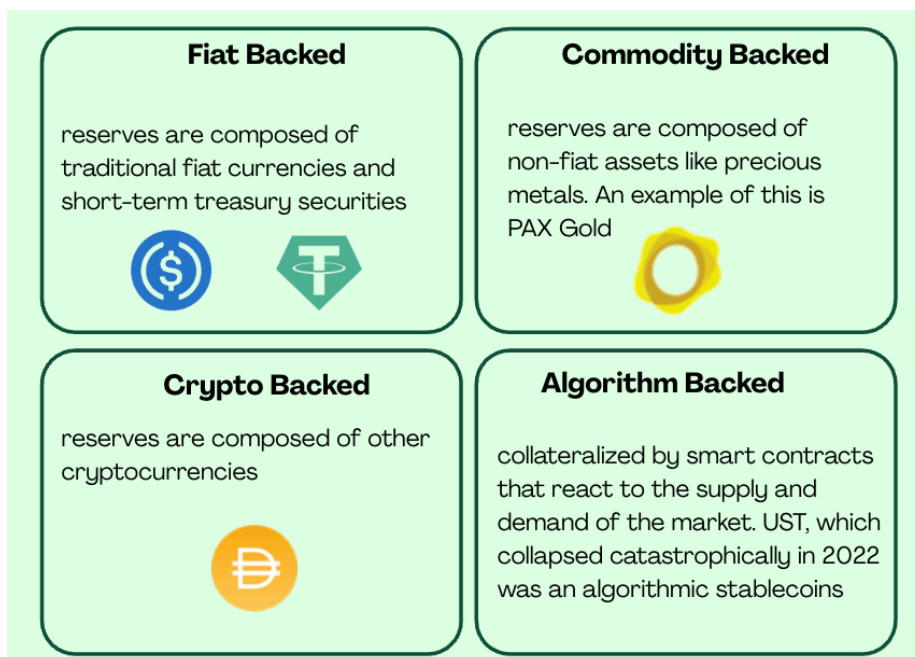 Fiat Backed
reserves are composed of
traditional fiat currencies and
short-term treasury securities
Commodity Backed
reserves are composed of
non-fiat assets like precious
metals. An example of this is
PAX Gold
Crypto Backed
reserves are composed of other
cryptocurrencies
Algorithm Backed
collateralized by smart contracts
that react to the supply and
demand of the market. UST, which
collapsed catastrophically in 2022
was an algorithmic stablecoins